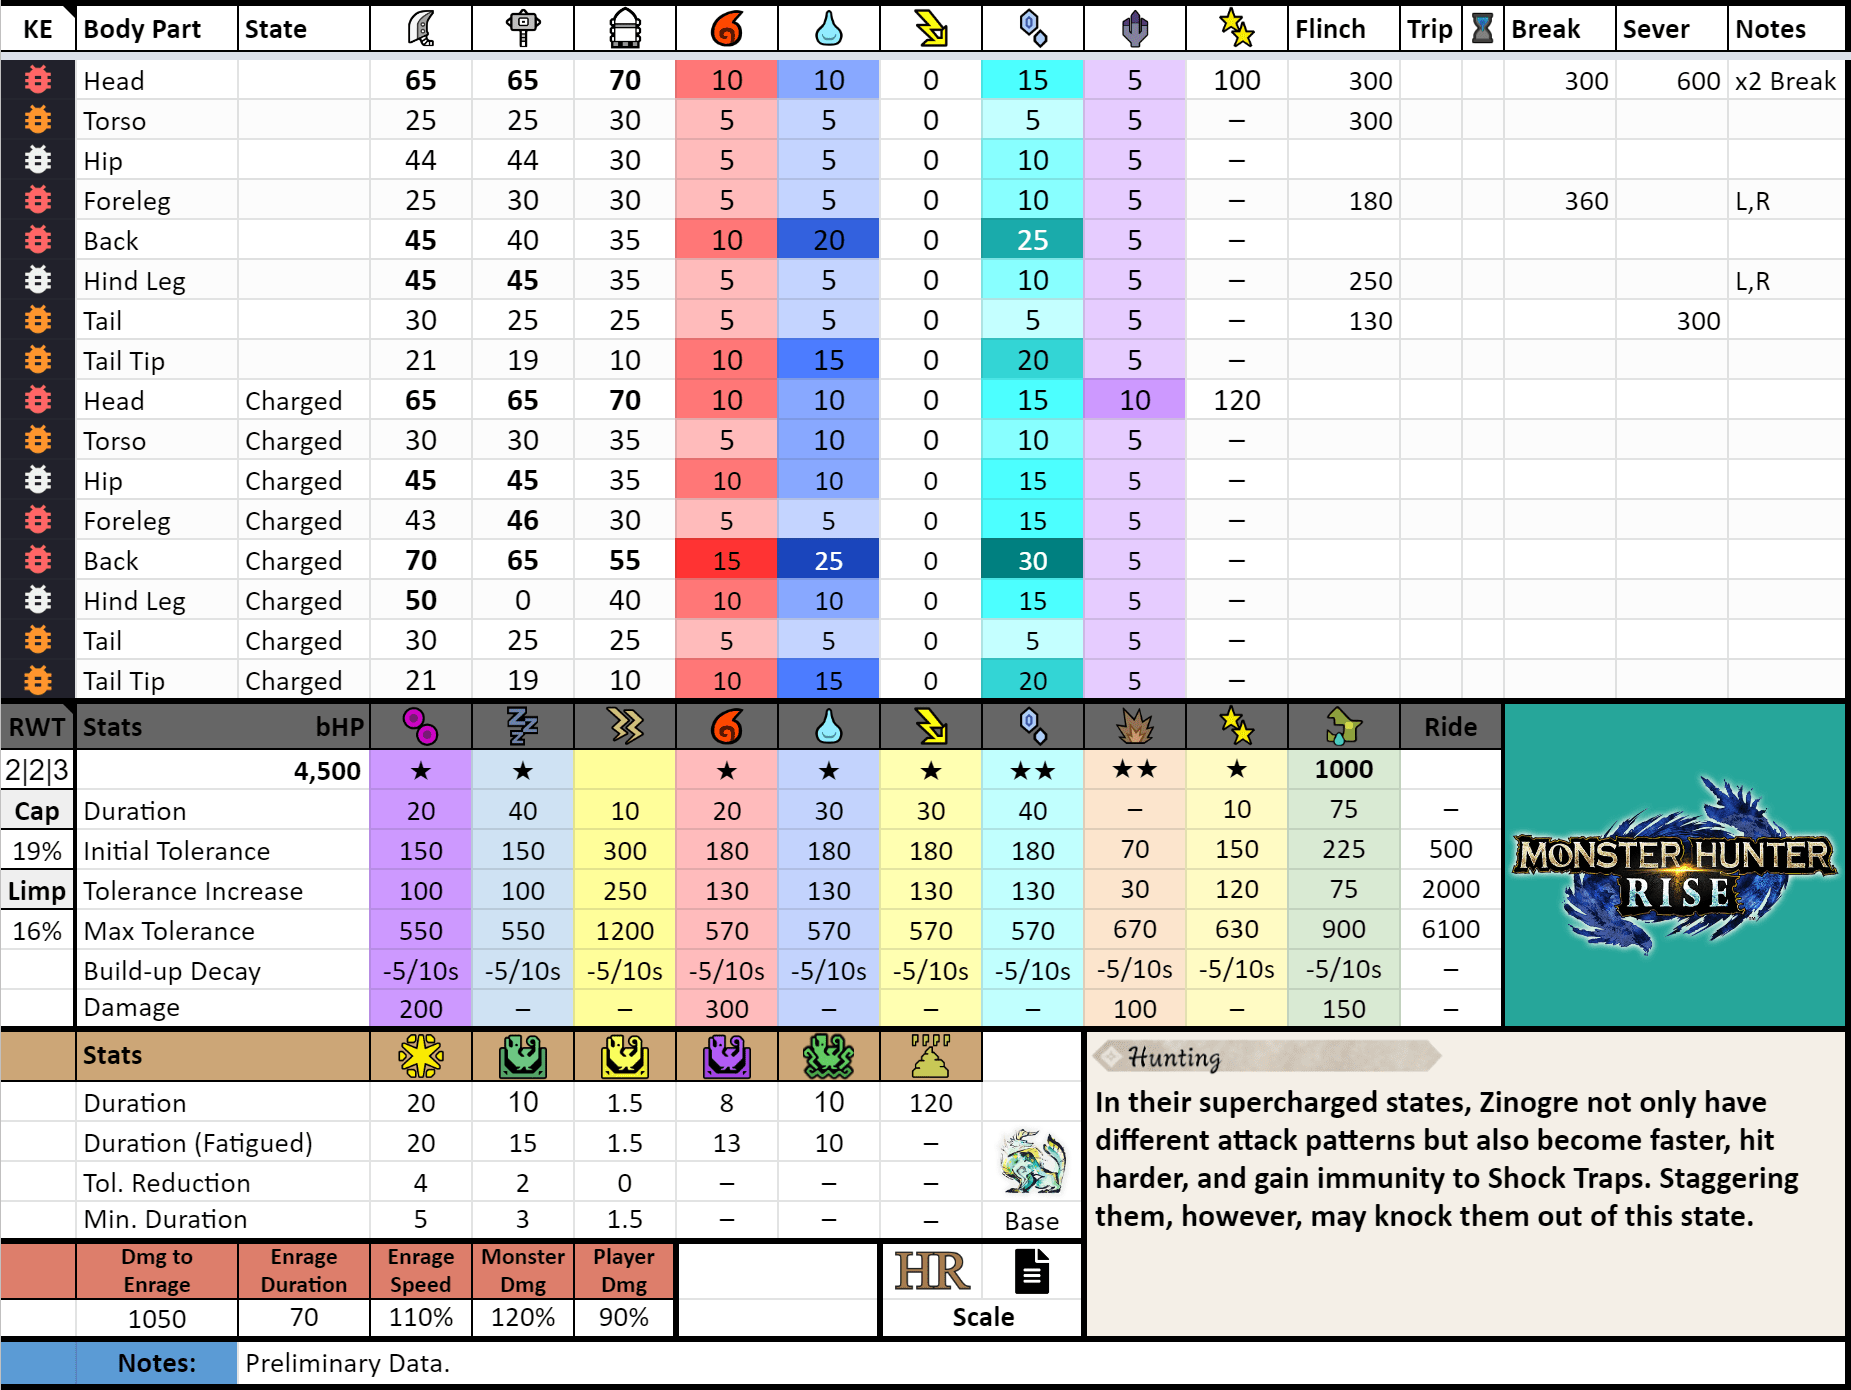 KE Body Part State Flinch Trip Break Sever Notes
Head 65 65 70 10 10 0 15 5 100 300 300 600 x2 Break
Torso 25 25 30 5 5 0 5 5 – 300
Hip 44 44 30 5 5 0 10 5 –
Foreleg 25 30 30 5 5 0 10 5 – 180 360 L,R
Back 45 40 35 10 20 0 25 5 –
Hind Leg 45 45 35 5 5 0 10 5 – 250 L,R
Tail 30 25 25 5 5 0 5 5 – 130 300
Tail Tip 21 19 10 10 15 0 20 5 –
Head Charged 65 65 70 10 10 0 15 10 120
Torso Charged 30 30 35 5 10 0 10 5 –
Hip Charged 45 45 35 10 10 0 15 5 –
Foreleg Charged 43 46 30 5 5 0 15 5 –
Back Charged 70 65 55 15 25 0 30 5 –
Hind Leg Charged 50 0 40 10 10 0 15 5 –
Tail Charged 30 25 25 5 5 0 5 5 –
Tail Tip Charged 21 19 10 10 15 0 20 5 –
RWT Stats bHP Ride
2|2|3 4,500 ★ ★ ★ ★ ★ ★★ ★★ ★ 1000
Cap Duration 20 40 10 20 30 30 40 – 10 75 –
19% Initial Tolerance 150 150 300 180 180 180 180 70 150 225 500
Limp Tolerance Increase 100 100 250 130 130 130 130 30 120 75 2000
16% Max Tolerance 550 550 1200 570 570 570 570 670 630 900 6100
Build-up Decay -5/10s -5/10s -5/10s -5/10s -5/10s -5/10s -5/10s -5/10s -5/10s -5/10s –
Damage 200 – – 300 – – – 100 – 150 –
MONSTER HUNTER
RISE
Stats
Duration 20 10 1.5 8 10 120
Duration (Fatigued) 20 15 1.5 13 10 –
Tol. Reduction 4 2 0 – – –
Min. Duration 5 3 1.5 – – – Base
Hunting
In their supercharged states, Zinogre not only have
different attack patterns but also become faster, hit
harder, and gain immunity to Shock Traps. Staggering
them, however, may knock them out of this state.
Dmg to Enrage Enrage Monster Player
Enrage Duration Speed Dmg Dmg
HR
1050 70 110% 120% 90% Scale
Notes: Preliminary Data.